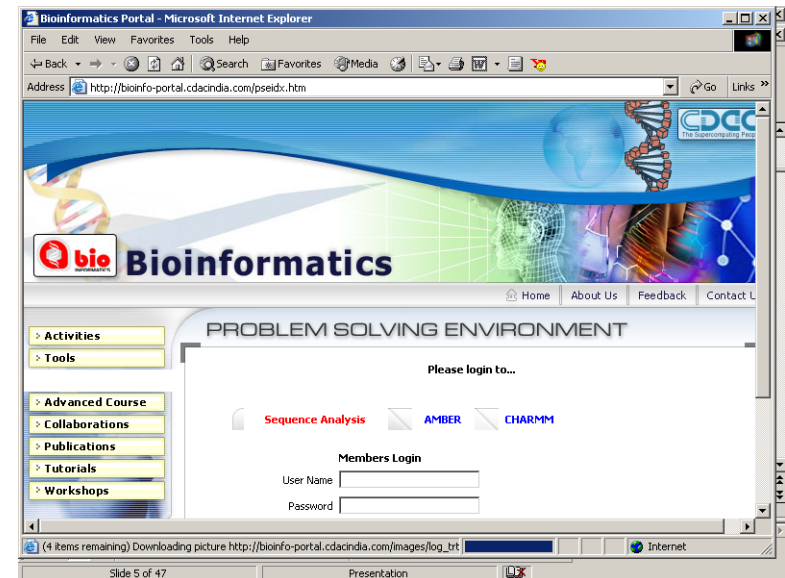 Bioinformatics Portal - Microsoft Internet Explorer
File Edit View Favorites Tools Help
Back Search Favorites Media
Address http://bioinfo-portal.cdacindia.com/pseidx.htm Go Links »
CDAC
The Supercomputing Peop
bio
INFORMATICS
Bioinformatics
Home About Us Feedback Contact U
PROBLEM SOLVING ENVIRONMENT
Activities
Tools
Advanced Course
Collaborations
Publications
Tutorials
Workshops
Please login to...
Sequence Analysis AMBER CHARMM
Members Login
User Name
Password
(4 items remaining) Downloading picture http://bioinfo-portal.cdacindia.com/images/log_trt Internet
Slide 5 of 47 Presentation